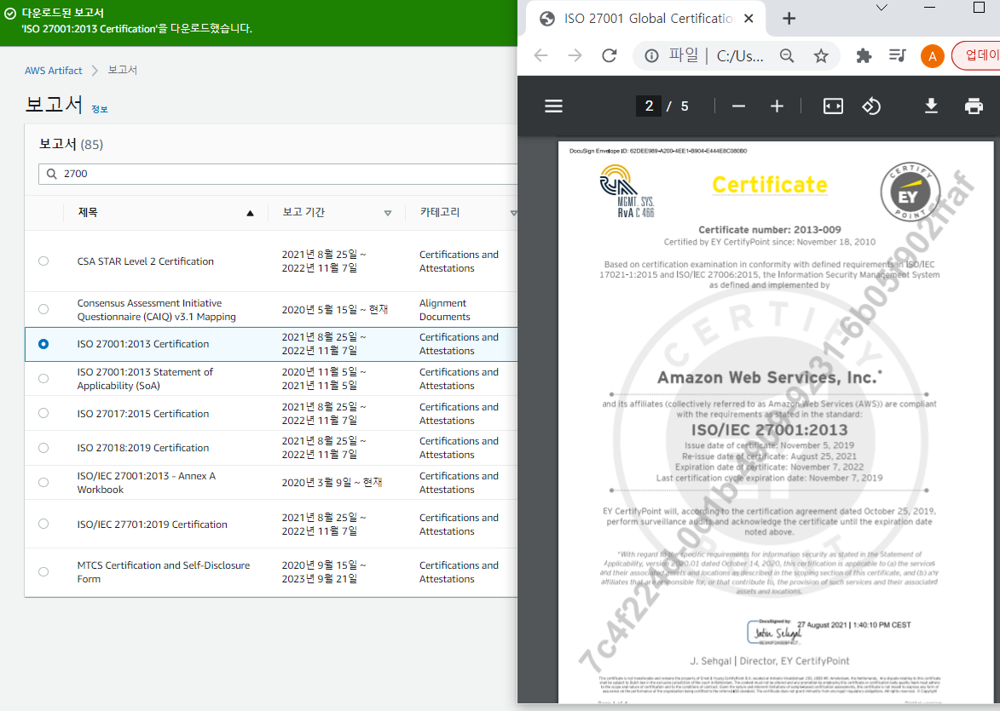 다운로드된 보고서
'ISO 27001:2013 Certification'을 다운로드했습니다.
AWS Artifact
보고서
보고서 정보
보고서 (85)
2700
제목 보고 기간 카테고리
CSA STAR Level 2 Certification
2021년 8월 25일 ~
2022년 11월 7일
Certifications and
Attestations
Consensus Assessment Initiative
Questionnaire (CAIQ) v3.1 Mapping
2020년 5월 15일 ~ 현재
Alignment
Documents
ISO 27001:2013 Certification
2021년 8월 25일 ~
2022년 11월 7일
Certifications and
Attestations
ISO 27001:2013 Statement of
Applicability (SoA)
2020년 11월 5일 ~
2021년 11월 5일
Certifications and
Attestations
ISO 27017:2015 Certification
2021년 8월 25일 ~
2022년 11월 7일
Certifications and
Attestations
ISO 27018:2019 Certification
2021년 8월 25일 ~
2022년 11월 7일
Certifications and
Attestations
ISO/IEC 27001:2013 - Annex A
Workbook
2020년 3월 9일 ~ 현재
Certifications and
Attestations
ISO/IEC 27701:2019 Certification
2021년 8월 25일 ~
2022년 11월 7일
Certifications and
Attestations
MTCS Certification and Self-Disclosure
Form
2020년 9월 15일 ~
2023년 9월 21일
Certifications and
Attestations
ISO 27001 Global Certification
파일 | C:/Us...
A
업데이
2 / 5
DocuSign Envelope ID: 62DEE989-A200-4EE1-B904-E444E8C080B0
MGMT. SYS.
RvA C 466
Certificate
CERTIFY
EY
POINT
Certificate number: 2013-009
Certified by EY CertifyPoint since: November 18, 2010
Based on certification examination in conformity with defined requirements in ISO/IEC
17021-1:2015 and ISO/IEC 27006:2015, the Information Security Management System
as defined and implemented by
Amazon Web Services, Inc.*
and its affiliates (collectively referred to as Amazon Web Services (AWS)) are compliant
with the requirements as stated in the standard:
ISO/IEC 27001:2013
Issue date of certificate: November 5, 2019
Re-issue date of certificate: August 25, 2021
Expiration date of certificate: November 7, 2022
Last certification cycle expiration date: November 7, 2019
EY CertifyPoint will, according to the certification agreement dated October 25, 2019,
perform surveillance audits and acknowledge the certificate until the expiration date
noted above.
*With regard to the specific requirements for information security as stated in the Statement of
Applicability, version 2020.01 dated October 14, 2020, this certification is applicable to (a) the services
and their associated assets and locations as described in the scoping section of this certificate, and (b) any
affiliates that are responsible for, or that contribute to, the provision of such services and their associated
assets and locations.
DocuSigned by:
Jatin Sehgal
27 August 2021 | 1:40:10 PM CEST
J. Sehgal | Director, EY CertifyPoint